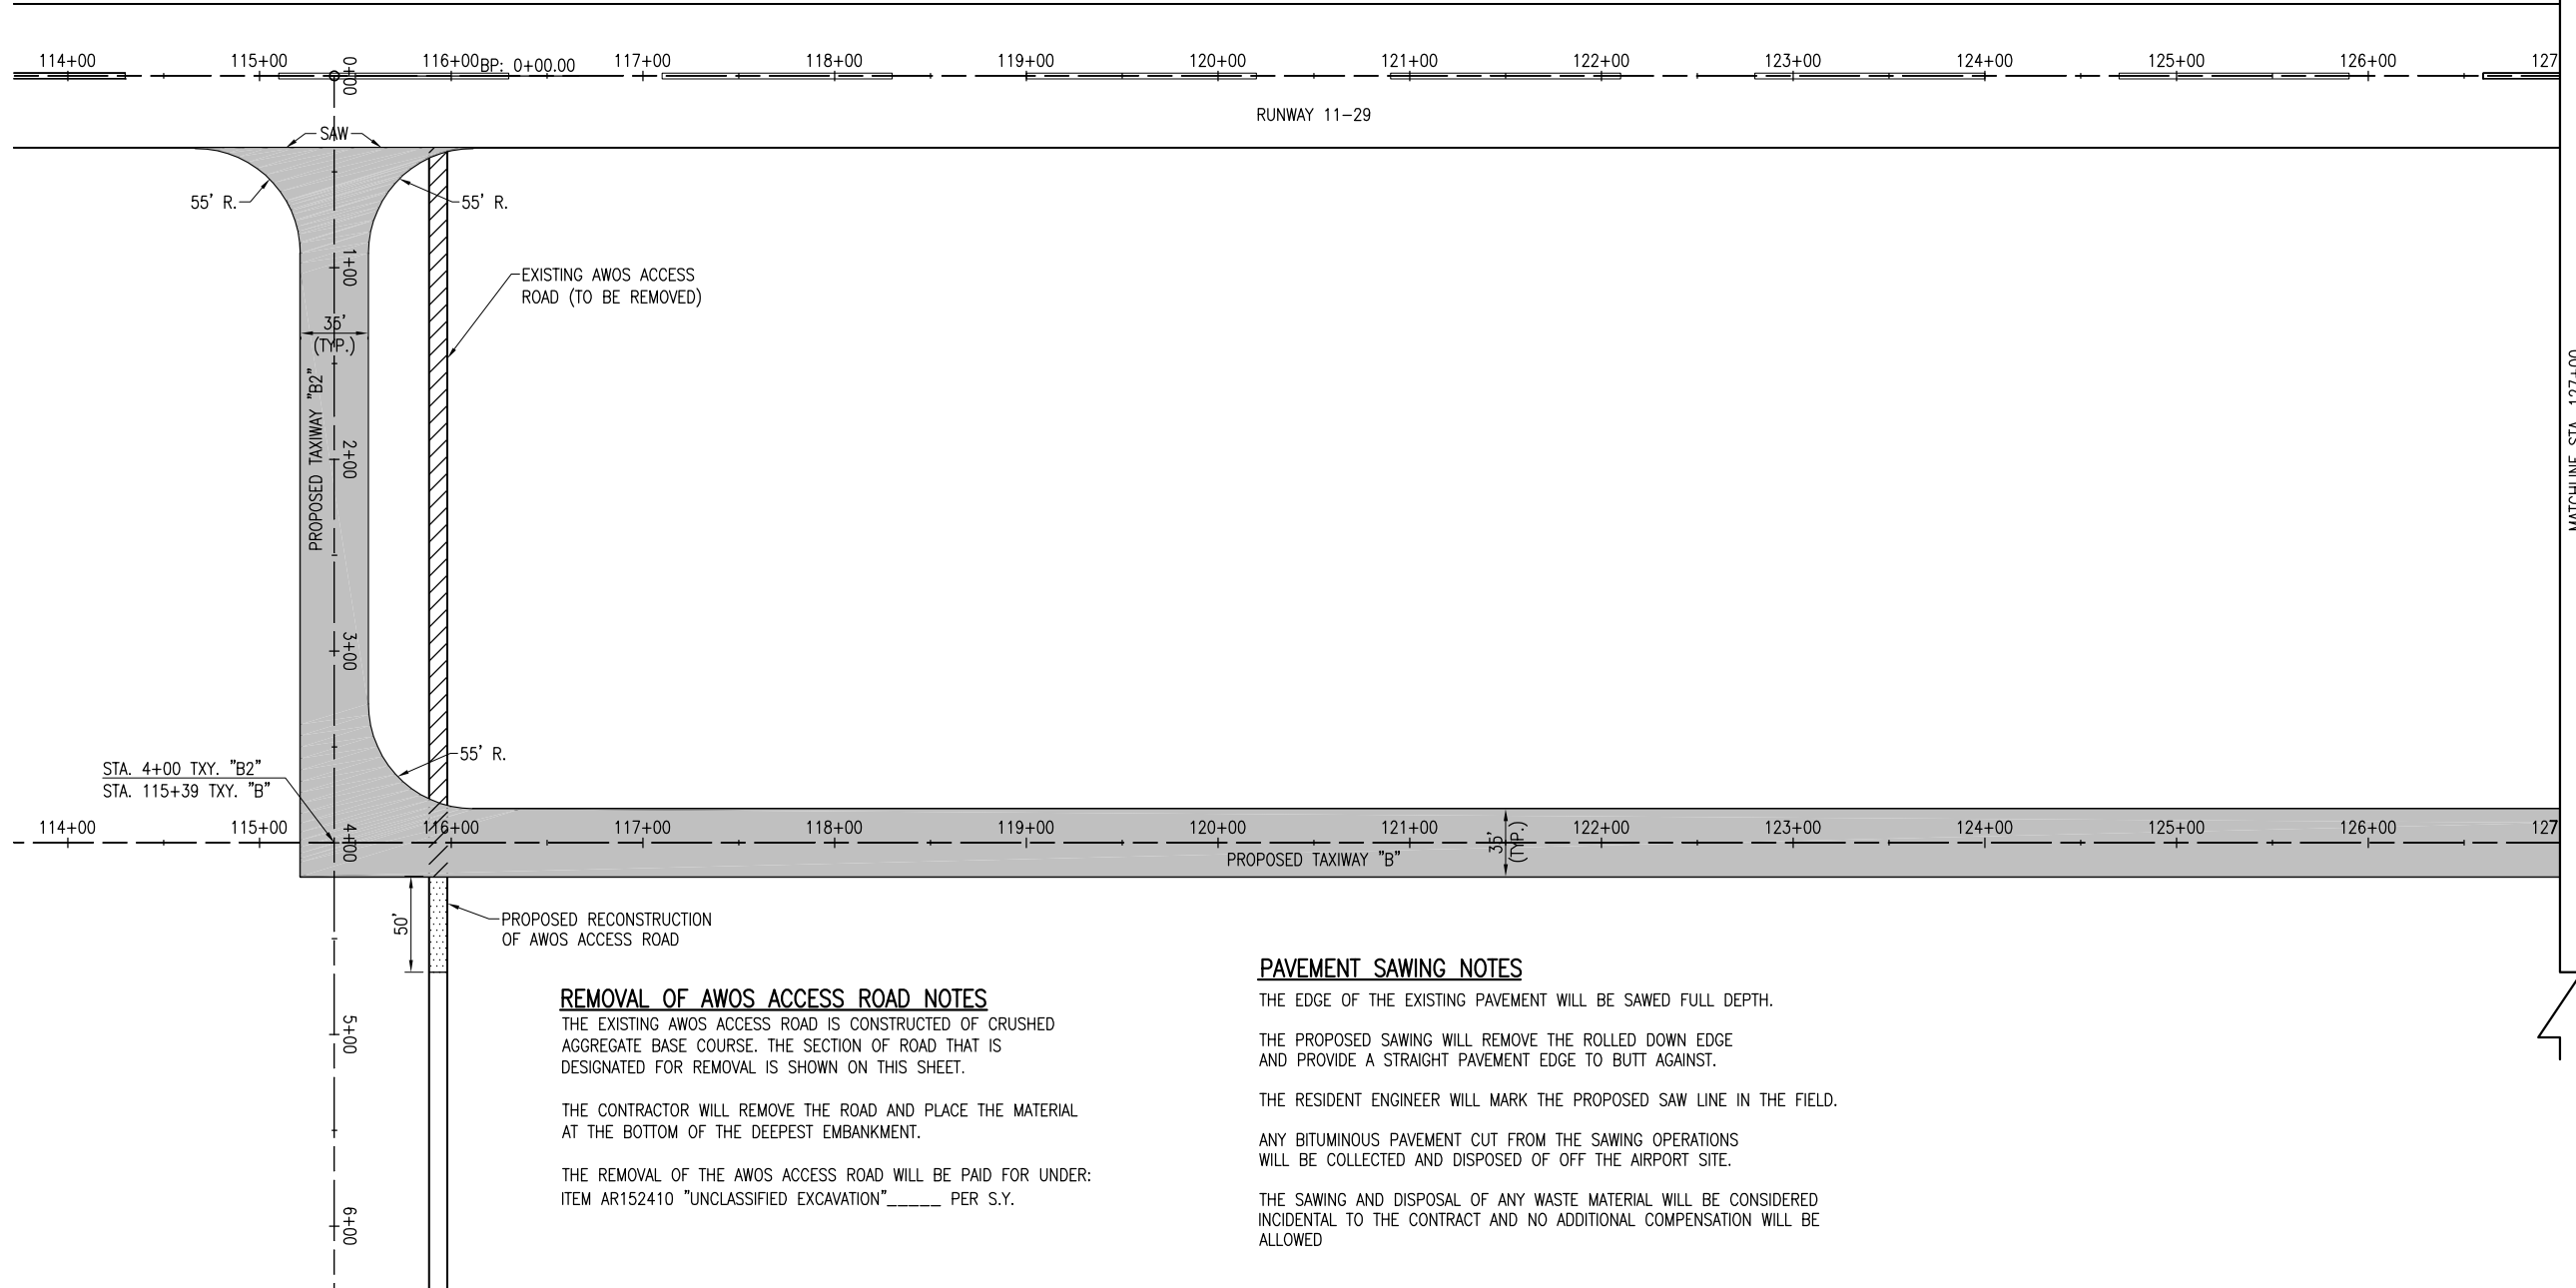 114+00
115+00
116+00
BP: 0+00.00
117+00
118+00
119+00
120+00
121+00
122+00
123+00
124+00
125+00
126+00
127
0+00
RUNWAY 11-29
SAW
55' R.
55' R.
1+00
EXISTING AWOS ACCESS
ROAD (TO BE REMOVED)
35'
(TYP.)
PROPOSED TAXIWAY "B2"
2+00
3+00
MATCHLINE STA. 127+00
55' R.
STA. 4+00 TXY. "B2"
STA. 115+39 TXY. "B"
114+00
115+00
4+00
116+00
117+00
118+00
119+00
120+00
121+00
35'
(TYP.)
122+00
123+00
124+00
125+00
126+00
127
PROPOSED TAXIWAY "B"
50'
PROPOSED RECONSTRUCTION
OF AWOS ACCESS ROAD
5+00
6+00
REMOVAL OF AWOS ACCESS ROAD NOTES
THE EXISTING AWOS ACCESS ROAD IS CONSTRUCTED OF CRUSHED
AGGREGATE BASE COURSE. THE SECTION OF ROAD THAT IS
DESIGNATED FOR REMOVAL IS SHOWN ON THIS SHEET.
THE CONTRACTOR WILL REMOVE THE ROAD AND PLACE THE MATERIAL
AT THE BOTTOM OF THE DEEPEST EMBANKMENT.
THE REMOVAL OF THE AWOS ACCESS ROAD WILL BE PAID FOR UNDER:
ITEM AR152410 "UNCLASSIFIED EXCAVATION"_____ PER S.Y.
PAVEMENT SAWING NOTES
THE EDGE OF THE EXISTING PAVEMENT WILL BE SAWED FULL DEPTH.
THE PROPOSED SAWING WILL REMOVE THE ROLLED DOWN EDGE
AND PROVIDE A STRAIGHT PAVEMENT EDGE TO BUTT AGAINST.
THE RESIDENT ENGINEER WILL MARK THE PROPOSED SAW LINE IN THE FIELD.
ANY BITUMINOUS PAVEMENT CUT FROM THE SAWING OPERATIONS
WILL BE COLLECTED AND DISPOSED OF OFF THE AIRPORT SITE.
THE SAWING AND DISPOSAL OF ANY WASTE MATERIAL WILL BE CONSIDERED
INCIDENTAL TO THE CONTRACT AND NO ADDITIONAL COMPENSATION WILL BE
ALLOWED